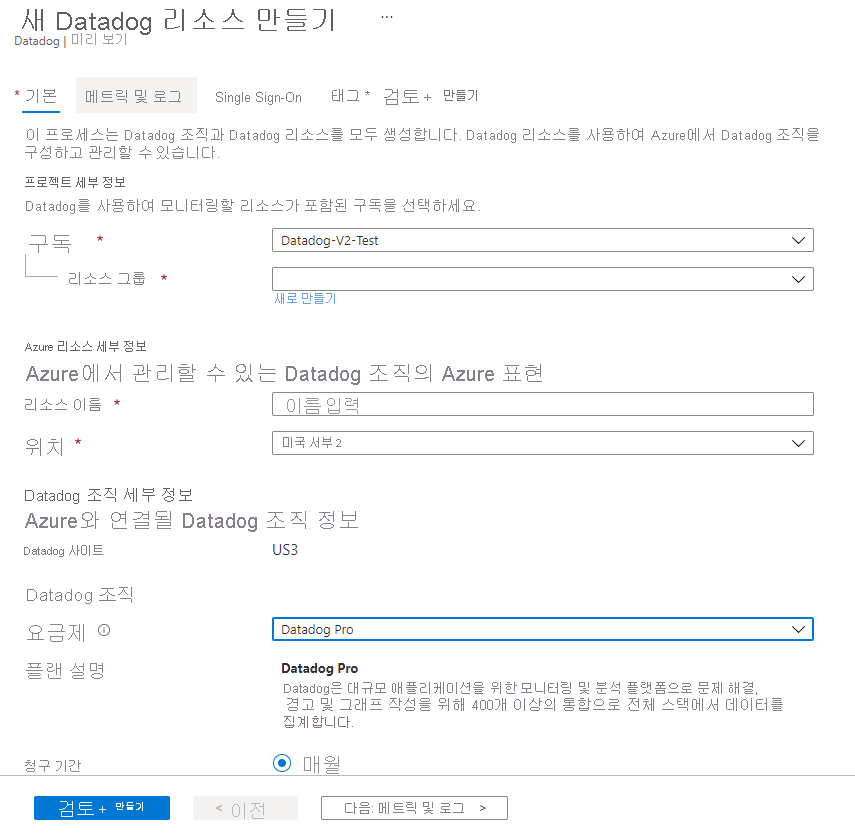 새 Datadog 리소스 만들기 ...
Datadog | 미리 보기
* 기본 메트릭 및 로그 Single Sign-On 태그 * 검토 + 만들기
이 프로세스는 Datadog 조직과 Datadog 리소스를 모두 생성합니다. Datadog 리소스를 사용하여 Azure에서 Datadog 조직을
구성하고 관리할 수 있습니다.
프로젝트 세부 정보
Datadog를 사용하여 모니터링할 리소스가 포함된 구독을 선택하세요.
구독 * Datadog-V2-Test
리소스 그룹 *
새로 만들기
Azure 리소스 세부 정보
Azure에서 관리할 수 있는 Datadog 조직의 Azure 표현
리소스 이름 * 이름 입력
위치 * 미국 서부 2
Datadog 조직 세부 정보
Azure와 연결될 Datadog 조직 정보
Datadog 사이트 US3
Datadog 조직
요금제 Datadog Pro
플랜 설명 Datadog Pro
Datadog은 대규모 애플리케이션을 위한 모니터링 및 분석 플랫폼으로 문제 해결,
경고 및 그래프 작성을 위해 400개 이상의 통합으로 전체 스택에서 데이터를
집계합니다.
청구 기간 매월
검토 + 만들기 < 이전 다음: 메트릭 및 로그 >